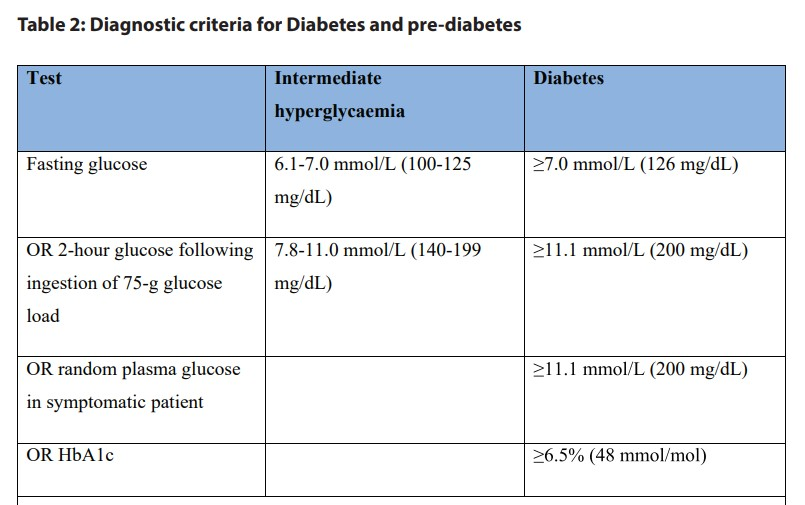 Table 2: Diagnostic criteria for Diabetes and pre-diabetes
Test
Intermediate
hyperglycaemia
Diabetes
Fasting glucose
6.1-7.0 mmol/L (100-125
mg/dL)
≥7.0 mmol/L (126 mg/dL)
OR 2-hour glucose following
ingestion of 75-g glucose
load
7.8-11.0 mmol/L (140-199
mg/dL)
≥11.1 mmol/L (200 mg/dL)
OR random plasma glucose
in symptomatic patient
≥11.1 mmol/L (200 mg/dL)
OR HbA1c
≥6.5% (48 mmol/mol)